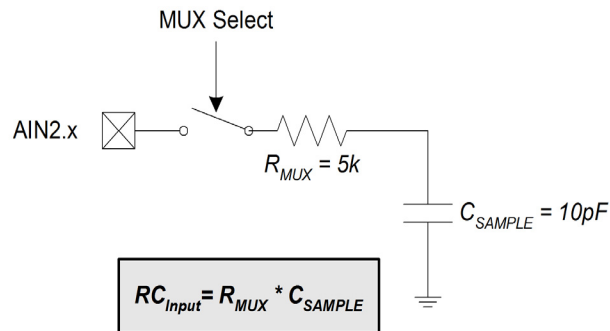 MUX Select
AIN2.x
R_MUX = 5k
C_SAMPLE = 10pF
RC_Input = R_MUX * C_SAMPLE